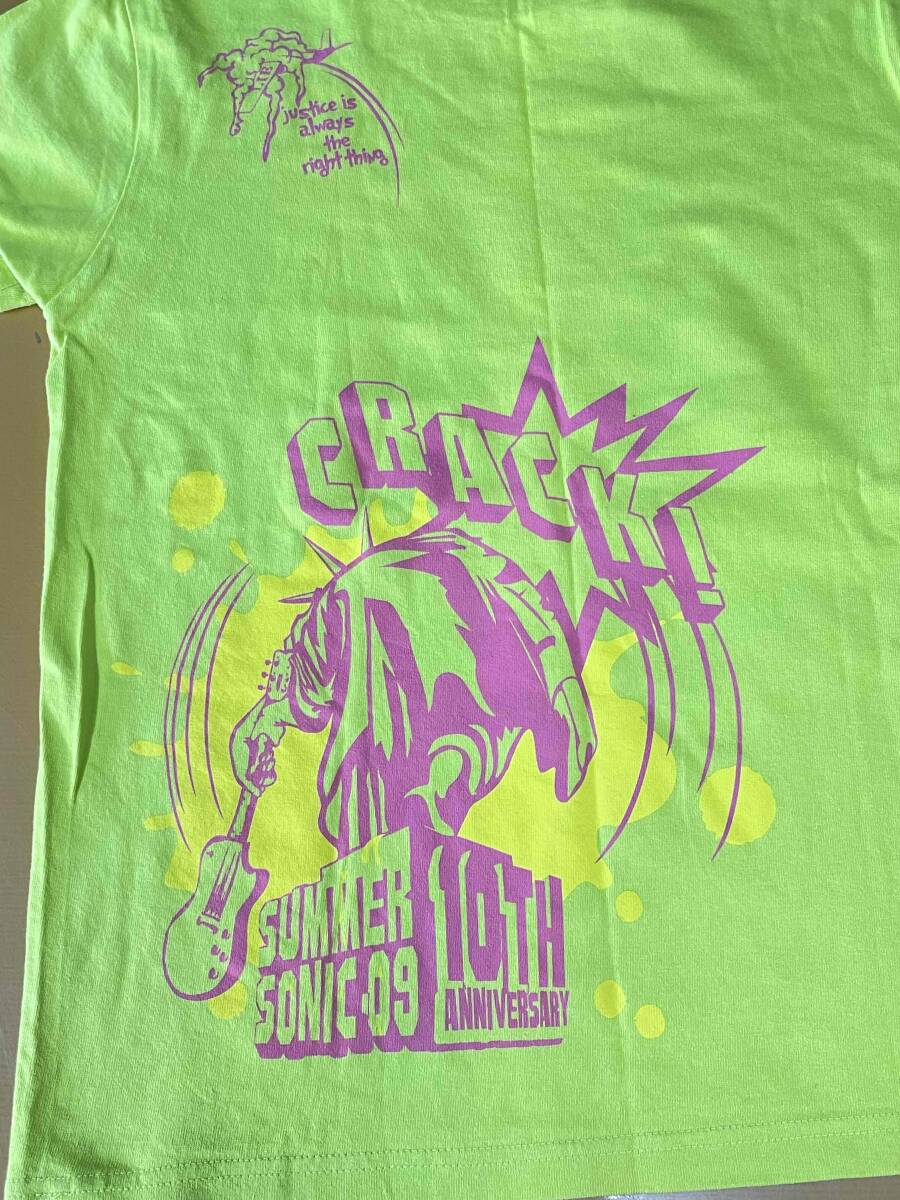 justice is
always
the
right thing
CRACK!
SUMMER
SONIC-09
10TH
ANNIVERSARY